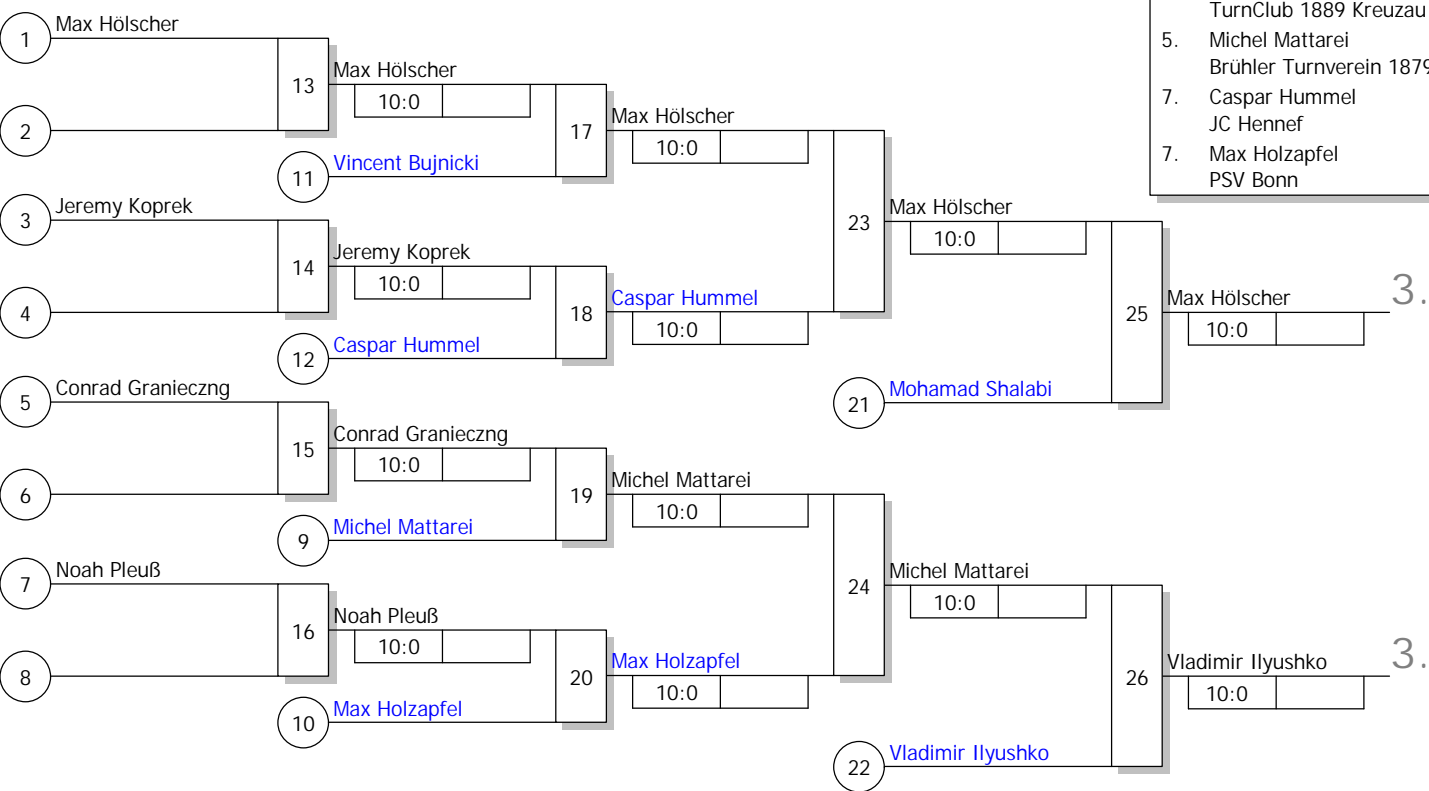 TurnClub 1889 Kreuzau
5. Michel Mattarei
Brühler Turnverein 1879
7. Caspar Hummel
JC Hennef
7. Max Holzapfel
PSV Bonn
1 Max Hölscher
13 Max Hölscher
10:0
2
17 Max Hölscher
10:0
11 Vincent Bujnicki
3 Jeremy Koprek
23 Max Hölscher
10:0
14 Jeremy Koprek
10:0
4
18 Caspar Hummel
10:0
12 Caspar Hummel
25 Max Hölscher 3.
10:0
5 Conrad Granieczng
21 Mohamad Shalabi
15 Conrad Granieczng
10:0
6
19 Michel Mattarei
10:0
9 Michel Mattarei
7 Noah Pleuß
24 Michel Mattarei
10:0
16 Noah Pleuß
10:0
8
20 Max Holzapfel
10:0
10 Max Holzapfel
26 Vladimir Ilyushko 3.
10:0
22 Vladimir Ilyushko